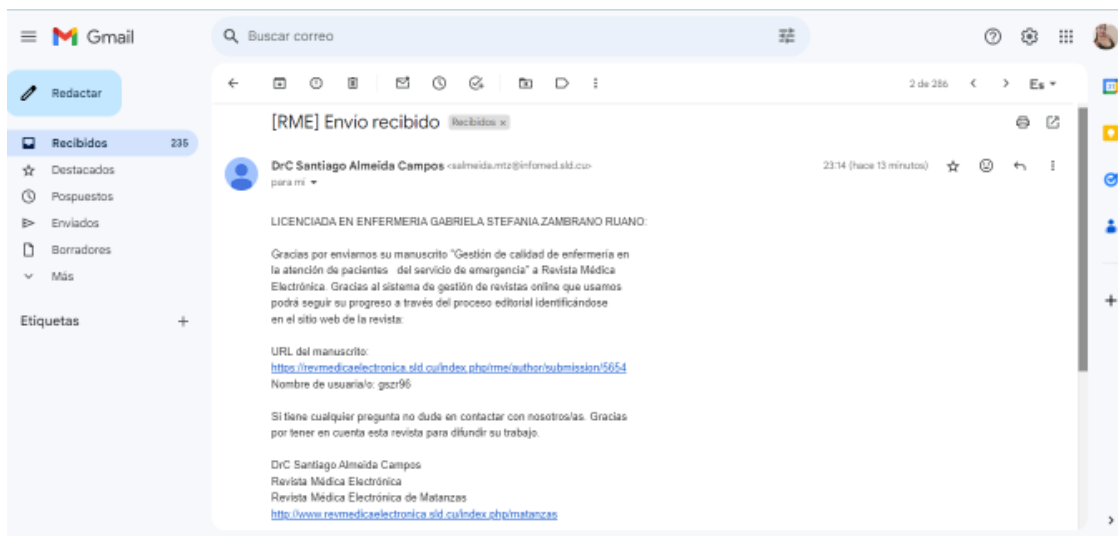 Gmail
Buscar correo
Redactar
2 de 286
Es
[RME] Envío recibido
Recibidos x
Recibidos 235
Destacados
Pospuestos
Enviados
Borradores
Más
Etiquetas
DrC Santiago Almeida Campos <salmeida.mtz@infomed.sld.cu>
23:14 (hace 13 minutos)
para mí
LICENCIADA EN ENFERMERIA GABRIELA STEFANIA ZAMBRANO RUANO:
Gracias por enviarnos su manuscrito "Gestión de calidad de enfermería en
la atención de pacientes del servicio de emergencia" a Revista Médica
Electrónica. Gracias al sistema de gestión de revistas online que usamos
podrá seguir su progreso a través del proceso editorial identificándose
en el sitio web de la revista:
URL del manuscrito:
https://revmedicaelectronica.sld.cu/index.php/rme/author/submission/5654
Nombre de usuaria/o: gszr96
Si tiene cualquier pregunta no dude en contactar con nosotros/as. Gracias
por tener en cuenta esta revista para difundir su trabajo.
DrC Santiago Almeida Campos
Revista Médica Electrónica
Revista Médica Electrónica de Matanzas
http://www.revmedicaelectronica.sld.cu/index.php/matanzas